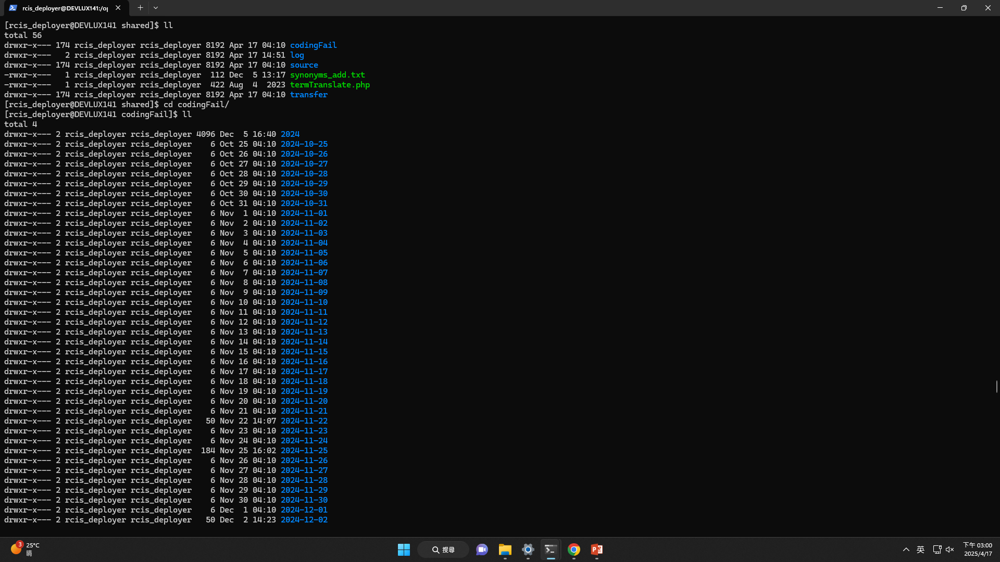 rcis_deployer@DEVLUX141:/op
[rcis_deployer@DEVLUX141 shared]$ ll
total 56
drwxr-x--- 174 rcis_deployer rcis_deployer 8192 Apr 17 04:10 codingFail
drwxr-x---   2 rcis_deployer rcis_deployer 8192 Apr 17 14:51 log
drwxr-x--- 174 rcis_deployer rcis_deployer 8192 Apr 17 04:10 source
-rwxr-x---   1 rcis_deployer rcis_deployer  112 Dec  5 13:17 synonyms_add.txt
-rwxr-x---   1 rcis_deployer rcis_deployer  422 Aug  4  2023 termTranslate.php
drwxr-x--- 174 rcis_deployer rcis_deployer 8192 Apr 17 04:10 transfer
[rcis_deployer@DEVLUX141 shared]$ cd codingFail/
[rcis_deployer@DEVLUX141 codingFail]$ ll
total 4
drwxr-x--- 2 rcis_deployer rcis_deployer 4096 Dec  5 16:40 2024
drwxr-x--- 2 rcis_deployer rcis_deployer    6 Oct 25 04:10 2024-10-25
drwxr-x--- 2 rcis_deployer rcis_deployer    6 Oct 26 04:10 2024-10-26
drwxr-x--- 2 rcis_deployer rcis_deployer    6 Oct 27 04:10 2024-10-27
drwxr-x--- 2 rcis_deployer rcis_deployer    6 Oct 28 04:10 2024-10-28
drwxr-x--- 2 rcis_deployer rcis_deployer    6 Oct 29 04:10 2024-10-29
drwxr-x--- 2 rcis_deployer rcis_deployer    6 Oct 30 04:10 2024-10-30
drwxr-x--- 2 rcis_deployer rcis_deployer    6 Oct 31 04:10 2024-10-31
drwxr-x--- 2 rcis_deployer rcis_deployer    6 Nov  1 04:10 2024-11-01
drwxr-x--- 2 rcis_deployer rcis_deployer    6 Nov  2 04:10 2024-11-02
drwxr-x--- 2 rcis_deployer rcis_deployer    6 Nov  3 04:10 2024-11-03
drwxr-x--- 2 rcis_deployer rcis_deployer    6 Nov  4 04:10 2024-11-04
drwxr-x--- 2 rcis_deployer rcis_deployer    6 Nov  5 04:10 2024-11-05
drwxr-x--- 2 rcis_deployer rcis_deployer    6 Nov  6 04:10 2024-11-06
drwxr-x--- 2 rcis_deployer rcis_deployer    6 Nov  7 04:10 2024-11-07
drwxr-x--- 2 rcis_deployer rcis_deployer    6 Nov  8 04:10 2024-11-08
drwxr-x--- 2 rcis_deployer rcis_deployer    6 Nov  9 04:10 2024-11-09
drwxr-x--- 2 rcis_deployer rcis_deployer    6 Nov 10 04:10 2024-11-10
drwxr-x--- 2 rcis_deployer rcis_deployer    6 Nov 11 04:10 2024-11-11
drwxr-x--- 2 rcis_deployer rcis_deployer    6 Nov 12 04:10 2024-11-12
drwxr-x--- 2 rcis_deployer rcis_deployer    6 Nov 13 04:10 2024-11-13
drwxr-x--- 2 rcis_deployer rcis_deployer    6 Nov 14 04:10 2024-11-14
drwxr-x--- 2 rcis_deployer rcis_deployer    6 Nov 15 04:10 2024-11-15
drwxr-x--- 2 rcis_deployer rcis_deployer    6 Nov 16 04:10 2024-11-16
drwxr-x--- 2 rcis_deployer rcis_deployer    6 Nov 17 04:10 2024-11-17
drwxr-x--- 2 rcis_deployer rcis_deployer    6 Nov 18 04:10 2024-11-18
drwxr-x--- 2 rcis_deployer rcis_deployer    6 Nov 19 04:10 2024-11-19
drwxr-x--- 2 rcis_deployer rcis_deployer    6 Nov 20 04:10 2024-11-20
drwxr-x--- 2 rcis_deployer rcis_deployer    6 Nov 21 04:10 2024-11-21
drwxr-x--- 2 rcis_deployer rcis_deployer   50 Nov 22 14:07 2024-11-22
drwxr-x--- 2 rcis_deployer rcis_deployer    6 Nov 23 04:10 2024-11-23
drwxr-x--- 2 rcis_deployer rcis_deployer    6 Nov 24 04:10 2024-11-24
drwxr-x--- 2 rcis_deployer rcis_deployer  184 Nov 25 16:02 2024-11-25
drwxr-x--- 2 rcis_deployer rcis_deployer    6 Nov 26 04:10 2024-11-26
drwxr-x--- 2 rcis_deployer rcis_deployer    6 Nov 27 04:10 2024-11-27
drwxr-x--- 2 rcis_deployer rcis_deployer    6 Nov 28 04:10 2024-11-28
drwxr-x--- 2 rcis_deployer rcis_deployer    6 Nov 29 04:10 2024-11-29
drwxr-x--- 2 rcis_deployer rcis_deployer    6 Nov 30 04:10 2024-11-30
drwxr-x--- 2 rcis_deployer rcis_deployer    6 Dec  1 04:10 2024-12-01
drwxr-x--- 2 rcis_deployer rcis_deployer   50 Dec  2 14:23 2024-12-02
3
25°C
晴
搜尋
英
下午 03:00
2025/4/17